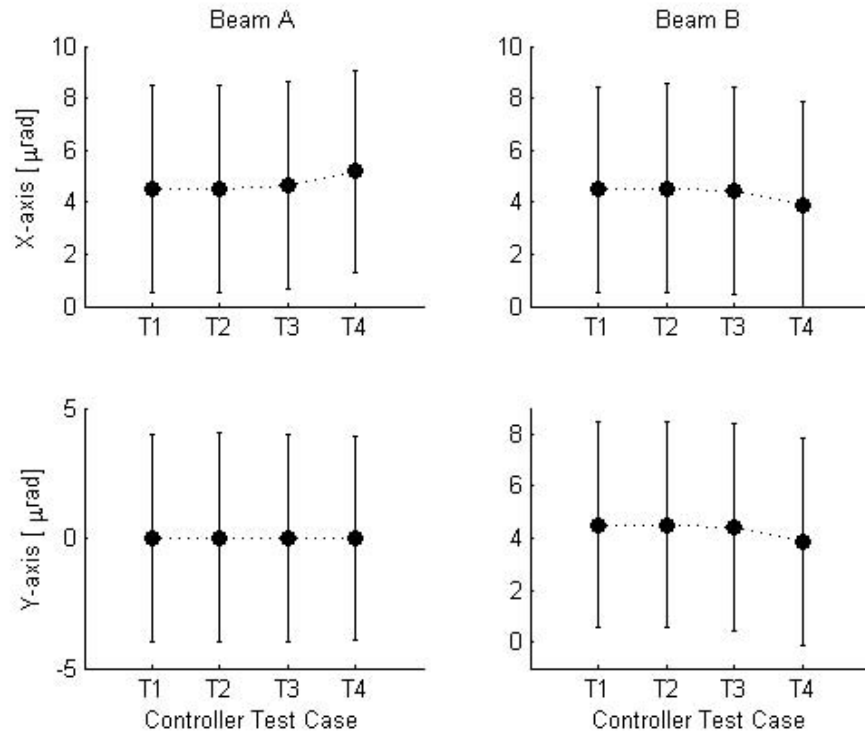 Beam A
Beam B
X-axis [ μrad]
10
8
6
4
2
0
T1 T2 T3 T4
10
8
6
4
2
0
T1 T2 T3 T4
Y-axis [ μrad]
5
0
-5
T1 T2 T3 T4
Controller Test Case
8
6
4
2
0
T1 T2 T3 T4
Controller Test Case